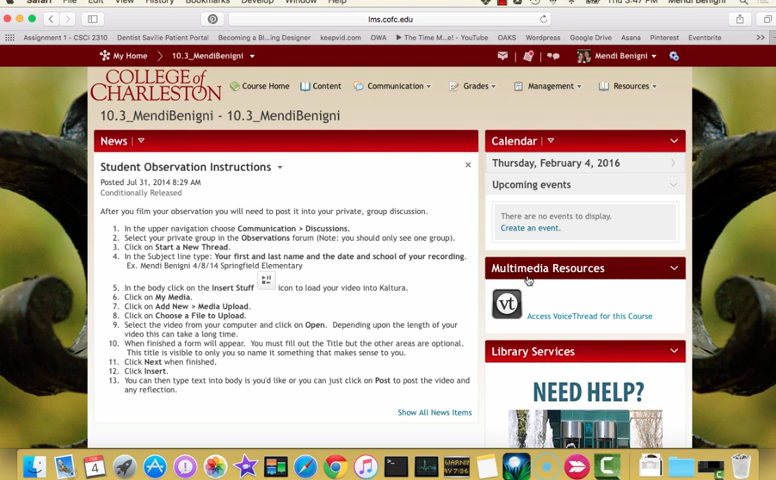 Safari File Edit View History Bookmarks Develop Window Help Thu 3:47 PM Mendi Benigni
lms.cofc.edu
Assignment 1 - CSCI 2310 Dentist Saville Patient Portal Becoming a Bl...ing Designer keepvid.com OWA ▶ The Time M...e! - YouTube OAKS Wordpress Google Drive Asana Pinterest Eventbrite >>
My Home 10.3_MendiBenigni Mendi Benigni
COLLEGE of
CHARLESTON
Course Home Content Communication Grades Management Resources
10.3_MendiBenigni - 10.3_MendiBenigni
News
Student Observation Instructions
Posted Jul 31, 2014 8:29 AM
Conditionally Released
After you film your observation you will need to post it into your private, group discussion.
1. In the upper navigation choose Communication > Discussions.
2. Select your private group in the Observations forum (Note: you should only see one group).
3. Click on Start a New Thread.
4. In the Subject line type: Your first and last name and the date and school of your recording.
Ex. Mendi Benigni 4/8/14 Springfield Elementary
5. In the body click on the Insert Stuff icon to load your video into Kaltura.
6. Click on My Media.
7. Click on Add New > Media Upload.
8. Click on Choose a File to Upload.
9. Select the video from your computer and click on Open. Depending upon the length of your
video this can take a long time.
10. When finished a form will appear. You must fill out the Title but the other areas are optional.
This title is visible to only you so name it something that makes sense to you.
11. Click Next when finished.
12. Click Insert.
13. You can then type text into body is you'd like or you can just click on Post to post the video and
any reflection.
Show All News Items
Calendar
Thursday, February 4, 2016
Upcoming events
There are no events to display.
Create an event.
Multimedia Resources
vt
Access VoiceThread for this Course
Library Services
NEED HELP?
FEB
4
WARNIN